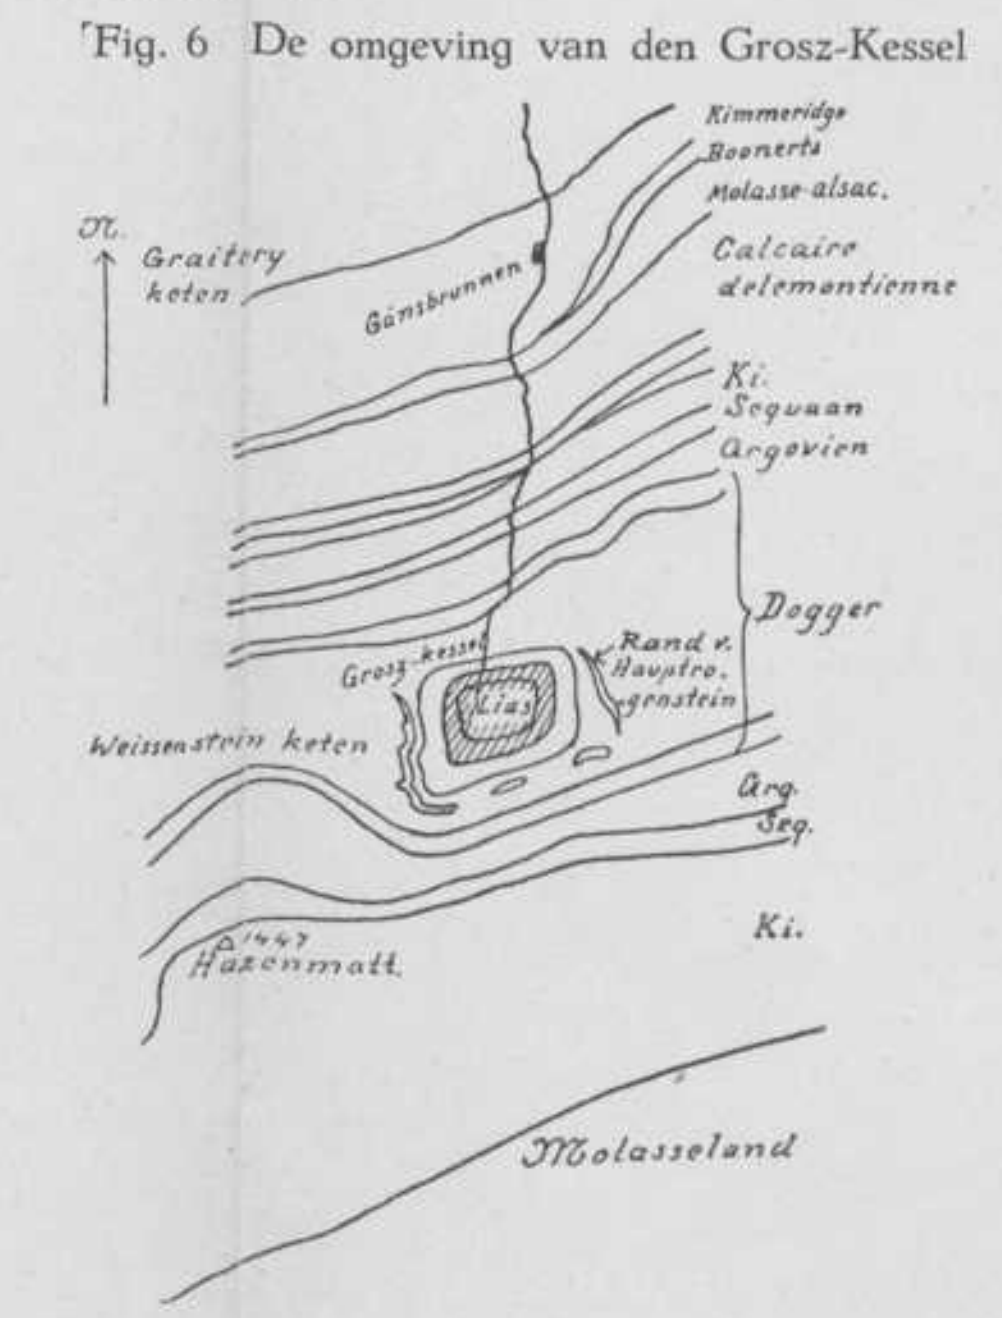 Fig. 6 De omgeving van den Grosz-Kessel
Kimmeridge
Boonerts
Molasse alsac.
N.
Graitery
keten
Gänsbrunnen
Calcaire
delemontienne
Ki.
Sequaan
Argovien
Dogger
Grosz-kessel
Rand v.
Hauptro-
genstein
Lias
Weissenstein keten
Arg.
Seq.
Ki.
1447
Hazenmatt.
Molasseland